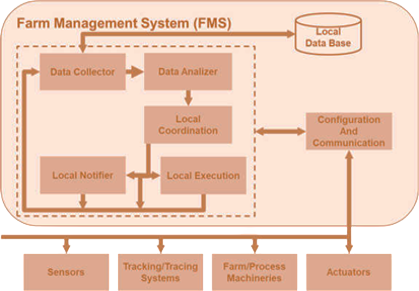 Farm Management System (FMS)
Local
Data Base
Data Collector
Data Analizer
Local
Coordination
Configuration
And
Communication
Local Notifier
Local Execution
Sensors
Tracking/Tracing
Systems
Farm/Process
Machineries
Actuators